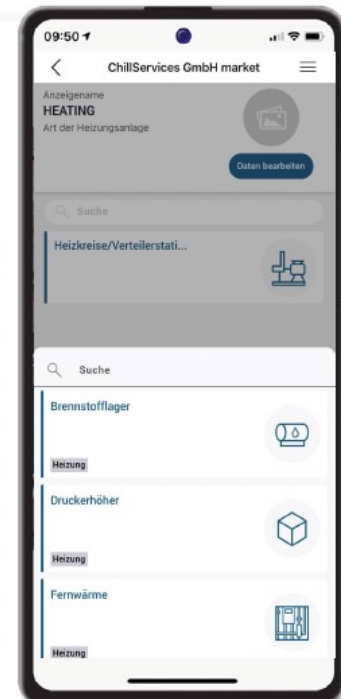 09:50
ChillServices GmbH market
Anzeigename
HEATING
Art der Heizungsanlage
Daten bearbeiten
Suche
Heizkreise/Verteilerstati...
Suche
Brennstofflager
Heizung
Druckerhöher
Heizung
Fernwärme
Heizung